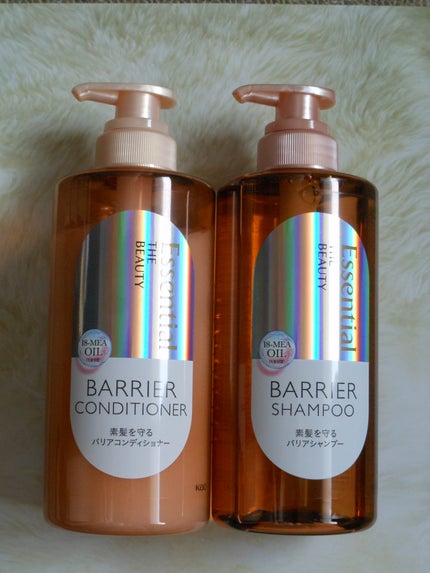 Essential
THE
BEAUTY
18-MEA
OIL
BARRIER
CONDITIONER
素髪を守る
バリアコンディショナー
Essential
THE
BEAUTY
18-MEA
OIL
BARRIER
SHAMPOO
素髪を守る
バリアシャンプー